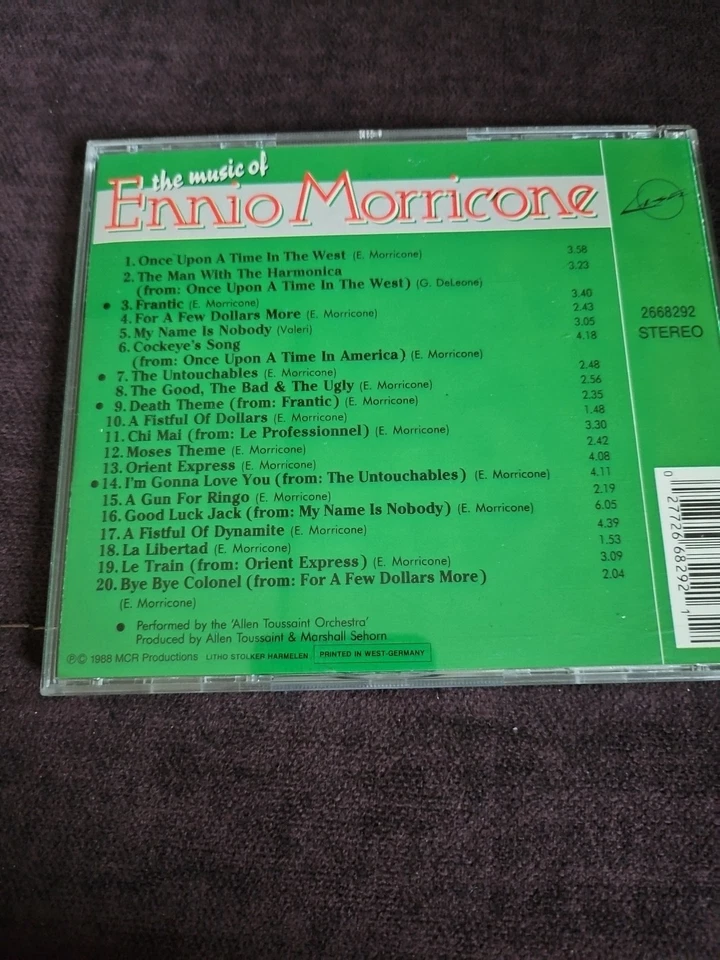 the music of
Ennio Morricone
1. Once Upon A Time In The West (E. Morricone) 3.58
2. The Man With The Harmonica 3.23
(from: Once Upon A Time In The West) (G. DeLeone)
• 3. Frantic (E. Morricone) 3.40
4. For A Few Dollars More (E. Morricone) 2.43
5. My Name Is Nobody (Valeri) 3.05
6. Cockeye's Song 4.18
(from: Once Upon A Time In America) (E. Morricone)
• 7. The Untouchables (E. Morricone) 2.48
8. The Good, The Bad & The Ugly (E. Morricone) 2.56
• 9. Death Theme (from: Frantic) (E. Morricone) 2.35
10. A Fistful Of Dollars (E. Morricone) 1.48
11. Chi Mai (from: Le Professionnel) (E. Morricone) 3.30
12. Moses Theme (E. Morricone) 2.42
13. Orient Express (E. Morricone) 4.08
• 14. I'm Gonna Love You (from: The Untouchables) (E. Morricone) 4.11
15. A Gun For Ringo (E. Morricone) 2.19
16. Good Luck Jack (from: My Name Is Nobody) (E. Morricone) 6.05
17. A Fistful Of Dynamite (E. Morricone) 4.39
18. La Libertad (E. Morricone) 1.53
19. Le Train (from: Orient Express) (E. Morricone) 3.09
20. Bye Bye Colonel (from: For A Few Dollars More) 2.04
(E. Morricone)
• Performed by the 'Allen Toussaint Orchestra'
Produced by Allen Toussaint & Marshall Sehorn
℗© 1988 MCR Productions LITHO STOLKER HARMELEN PRINTED IN WEST-GERMANY
2668292
STEREO
0 27726 68292 1